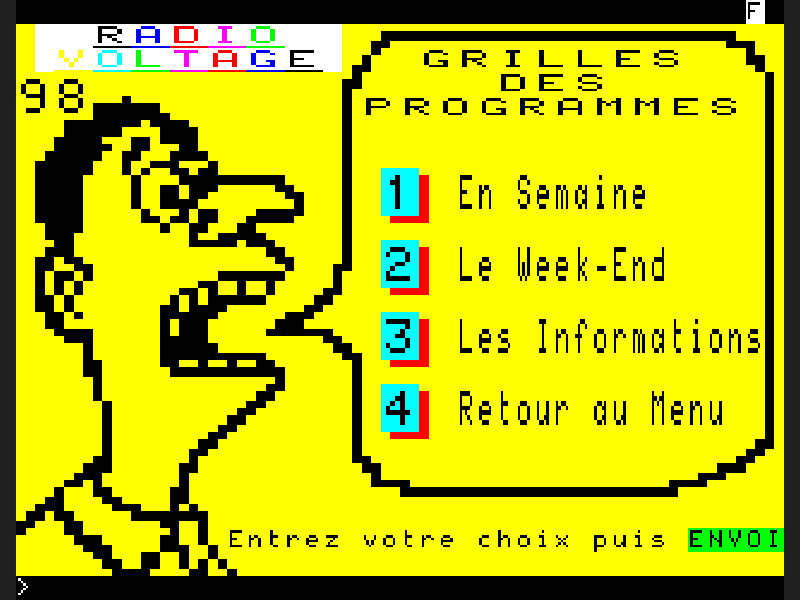 F
RADIO
VOLTAGE
98
GRILLES
DES
PROGRAMMES
1 En Semaine
2 Le Week-End
3 Les Informations
4 Retour au Menu
Entrez votre choix puis ENVOI
>